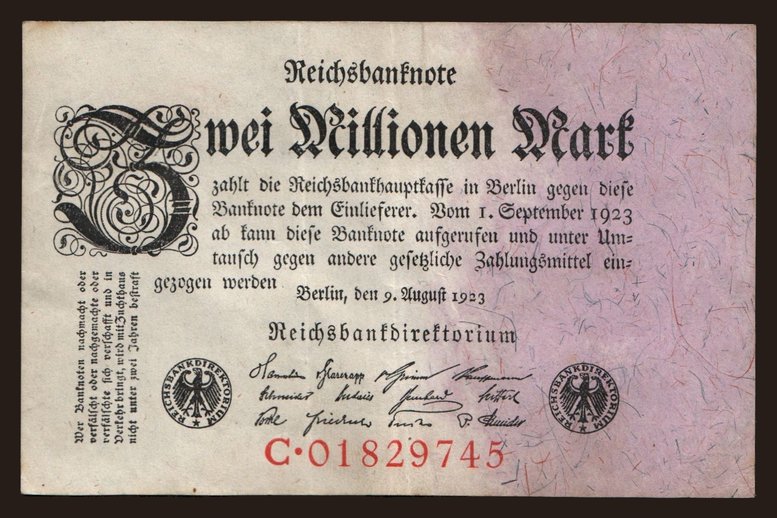 Reichsbanknote
Zwei Millionen Mark
zahlt die Reichsbankhauptkasse in Berlin gegen diese
Banknote dem Einlieferer. Vom 1. September 1923
ab kann diese Banknote aufgerufen und unter Um=
tausch gegen andere gesetzliche Zahlungsmittel ein=
gezogen werden
Berlin, den 9. August 1923
Reichsbankdirektorium
Wer Banknoten nachmacht oder
verfälscht oder nachgemachte oder
verfälschte sich verschafft und in
Verkehr bringt, wird mit Zuchthaus
nicht unter zwei Jahren bestraft
REICHSBANKDIREKTORIUM
REICHSBANKDIREKTORIUM
C·01829745